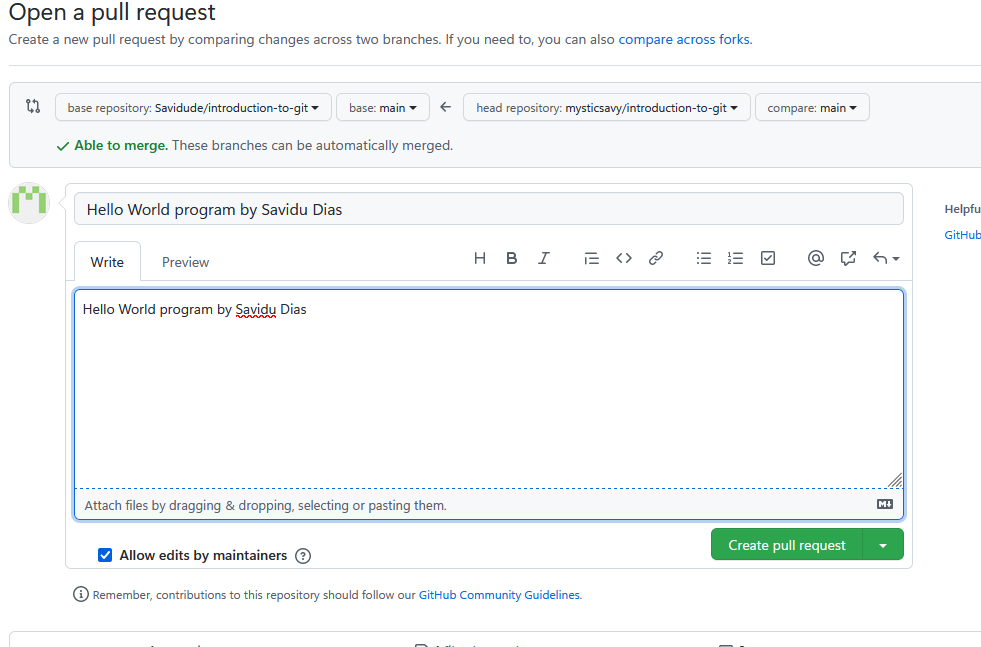 Open a pull request
Create a new pull request by comparing changes across two branches. If you need to, you can also compare across forks.
base repository: Savidude/introduction-to-git base: main head repository: mysticsavy/introduction-to-git compare: main
Able to merge. These branches can be automatically merged.
Hello World program by Savidu Dias
Helpfu
Write Preview
GitHub
Hello World program by Savidu Dias
Attach files by dragging & dropping, selecting or pasting them.
Allow edits by maintainers
Create pull request
Remember, contributions to this repository should follow our GitHub Community Guidelines.